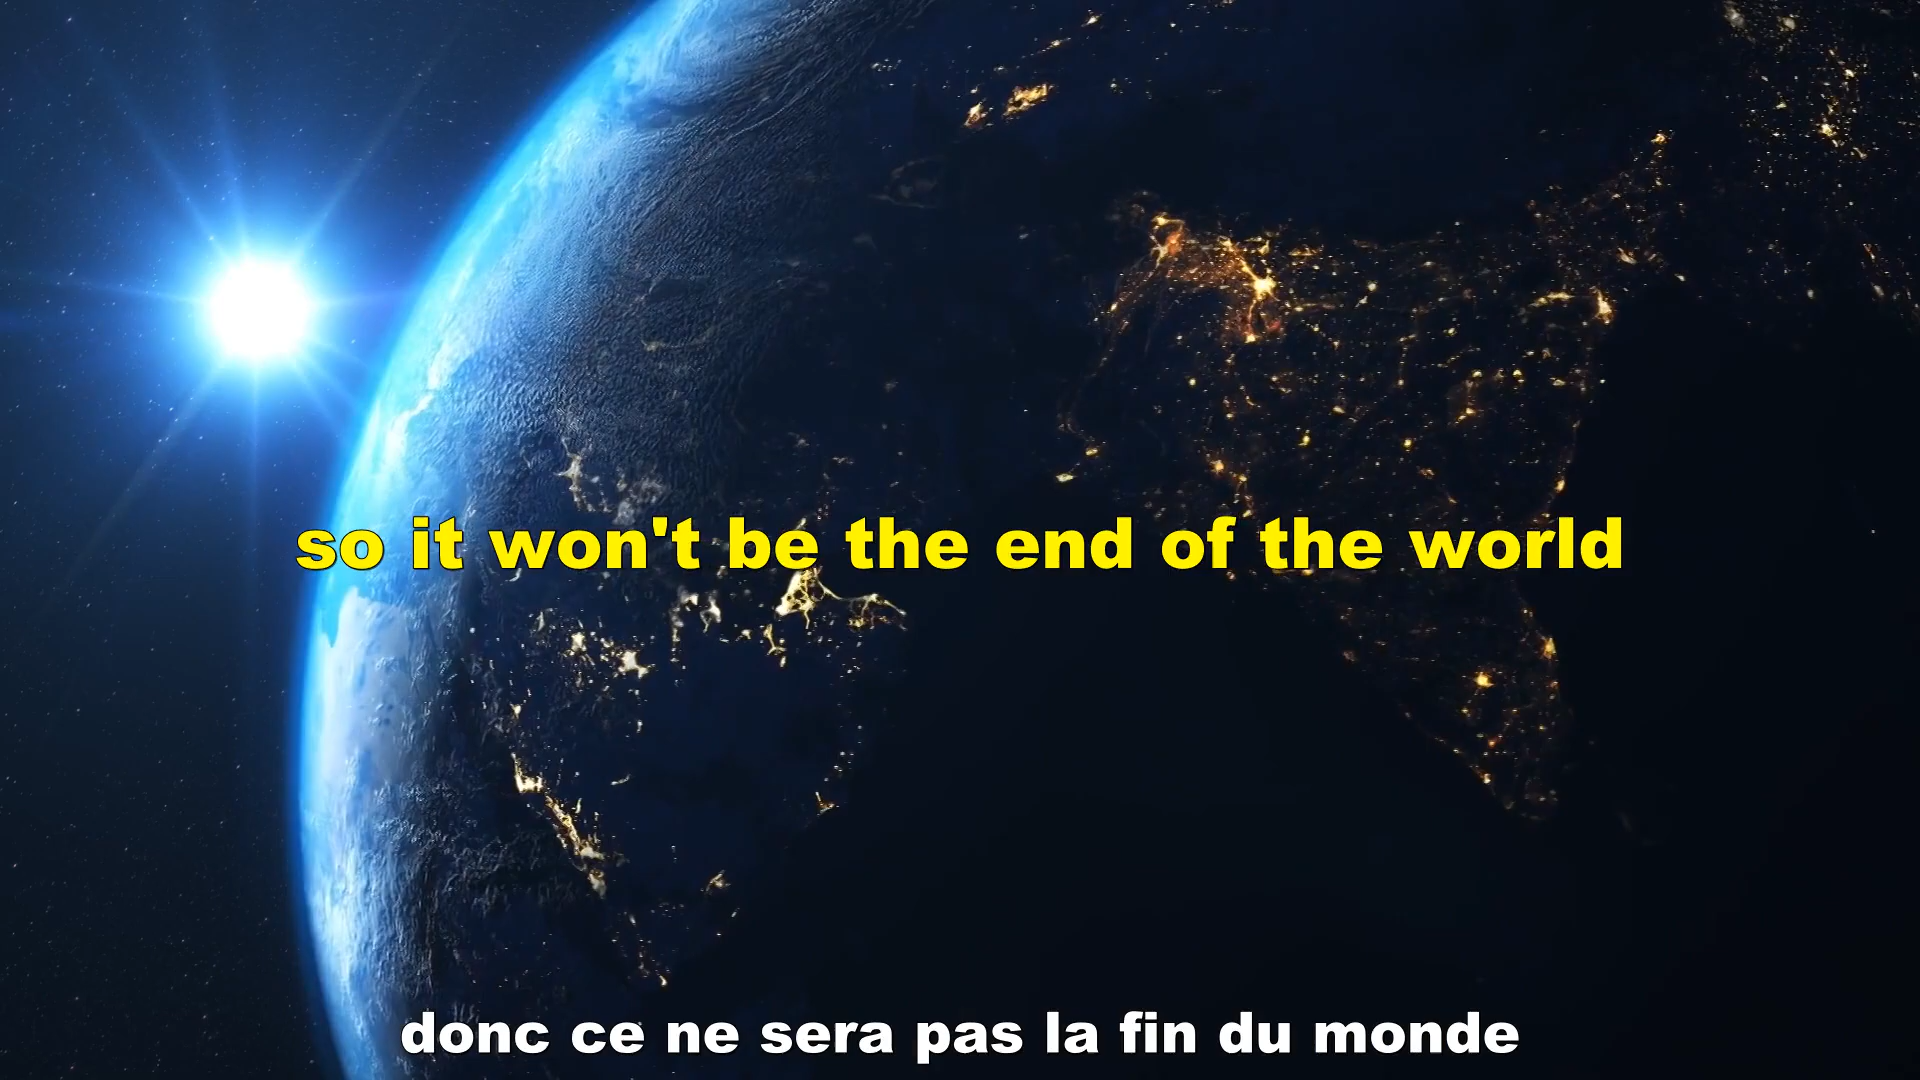 so it won't be the end of the world
donc ce ne sera pas la fin du monde